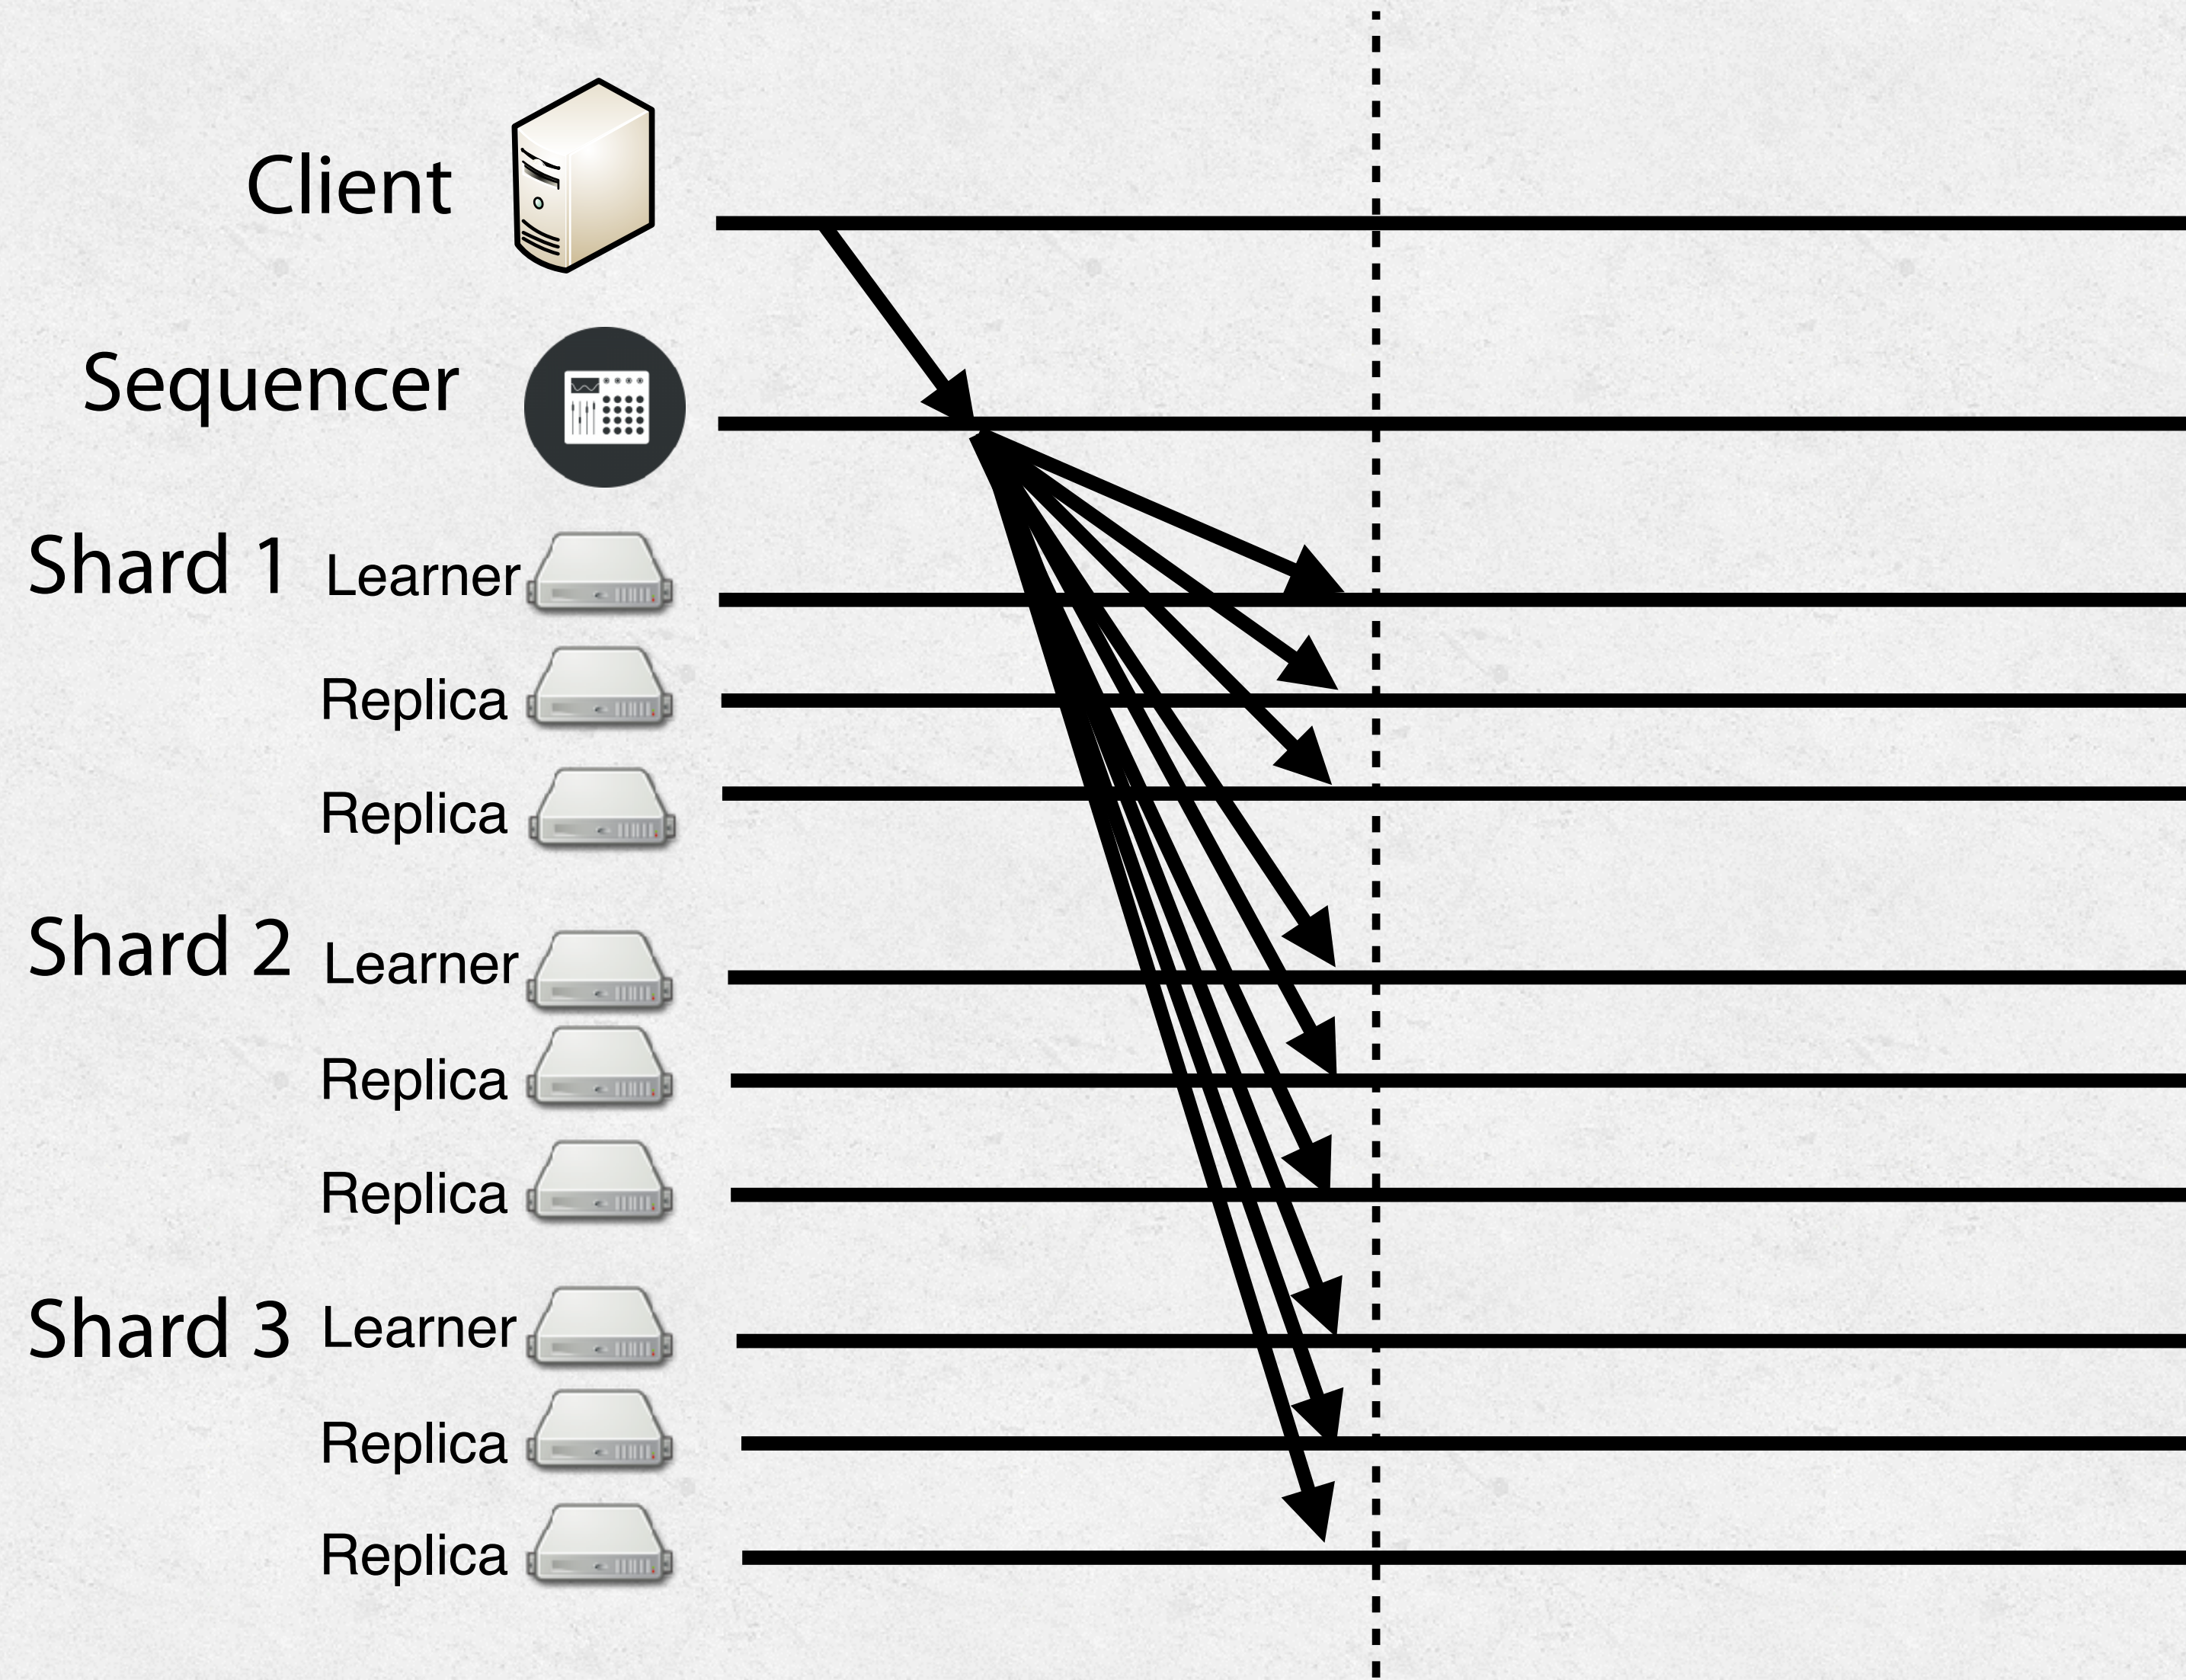 Client
Sequencer
Shard 1 Learner
Replica
Replica
Shard 2 Learner
Replica
Replica
Shard 3 Learner
Replica
Replica